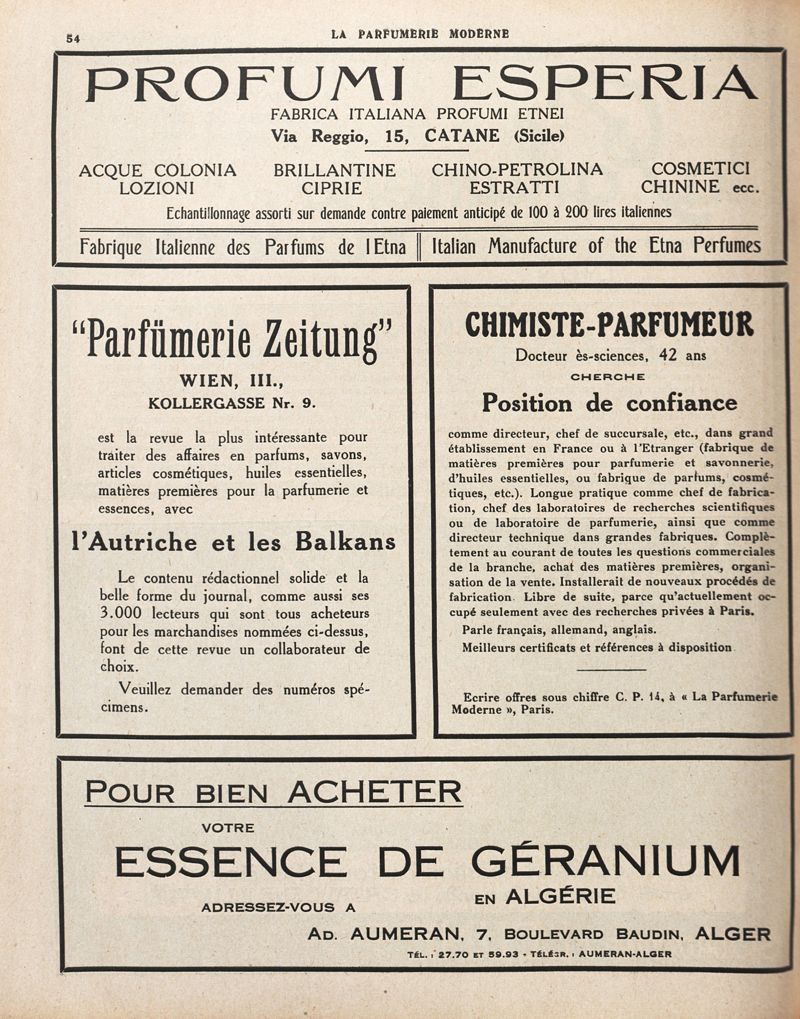 54
LA PARFUMERIE MODERNE
PROFUMI ESPERIA
FABRICA ITALIANA PROFUMI ETNEI
Via Reggio, 15, CATANE (Sicile)
ACQUE COLONIA BRILLANTINE CHINO-PETROLINA COSMETICI
LOZIONI CIPRIE ESTRATTI CHININE ecc.
Echantillonnage assorti sur demande contre paiement anticipé de 100 à 200 lires italiennes
Fabrique Italienne des Parfums de l'Etna || Italian Manufacture of the Etna Perfumes
"Parfümerie Zeitung"
WIEN, III.,
KOLLERGASSE Nr. 9.
est la revue la plus intéressante pour
traiter des affaires en parfums, savons,
articles cosmétiques, huiles essentielles,
matières premières pour la parfumerie et
essences, avec
l'Autriche et les Balkans
Le contenu rédactionnel solide et la
belle forme du journal, comme aussi ses
3.000 lecteurs qui sont tous acheteurs
pour les marchandises nommées ci-dessus,
font de cette revue un collaborateur de
choix.
Veuillez demander des numéros spé-
cimens.
CHIMISTE-PARFUMEUR
Docteur ès-sciences, 42 ans
CHERCHE
Position de confiance
comme directeur, chef de succursale, etc., dans grand
établissement en France ou à l'Etranger (fabrique de
matières premières pour parfumerie et savonnerie,
d'huiles essentielles, ou fabrique de parfums, cosmé-
tiques, etc.). Longue pratique comme chef de fabrica-
tion, chef des laboratoires de recherches scientifiques
ou de laboratoire de parfumerie, ainsi que comme
directeur technique dans grandes fabriques. Complè-
tement au courant de toutes les questions commerciales
de la branche, achat des matières premières, organi-
sation de la vente. Installerait de nouveaux procédés de
fabrication. Libre de suite, parce qu'actuellement oc-
cupé seulement avec des recherches privées à Paris.
Parle français, allemand, anglais.
Meilleurs certificats et références à disposition
Ecrire offres sous chiffre C. P. 14, à « La Parfumerie
Moderne », Paris.
POUR BIEN ACHETER
VOTRE
ESSENCE DE GÉRANIUM
EN ALGÉRIE
ADRESSEZ-VOUS A
AD. AUMERAN, 7, BOULEVARD BAUDIN, ALGER
TÉL. : 27.70 ET 59.93 - TÉLÉGR. : AUMERAN-ALGER